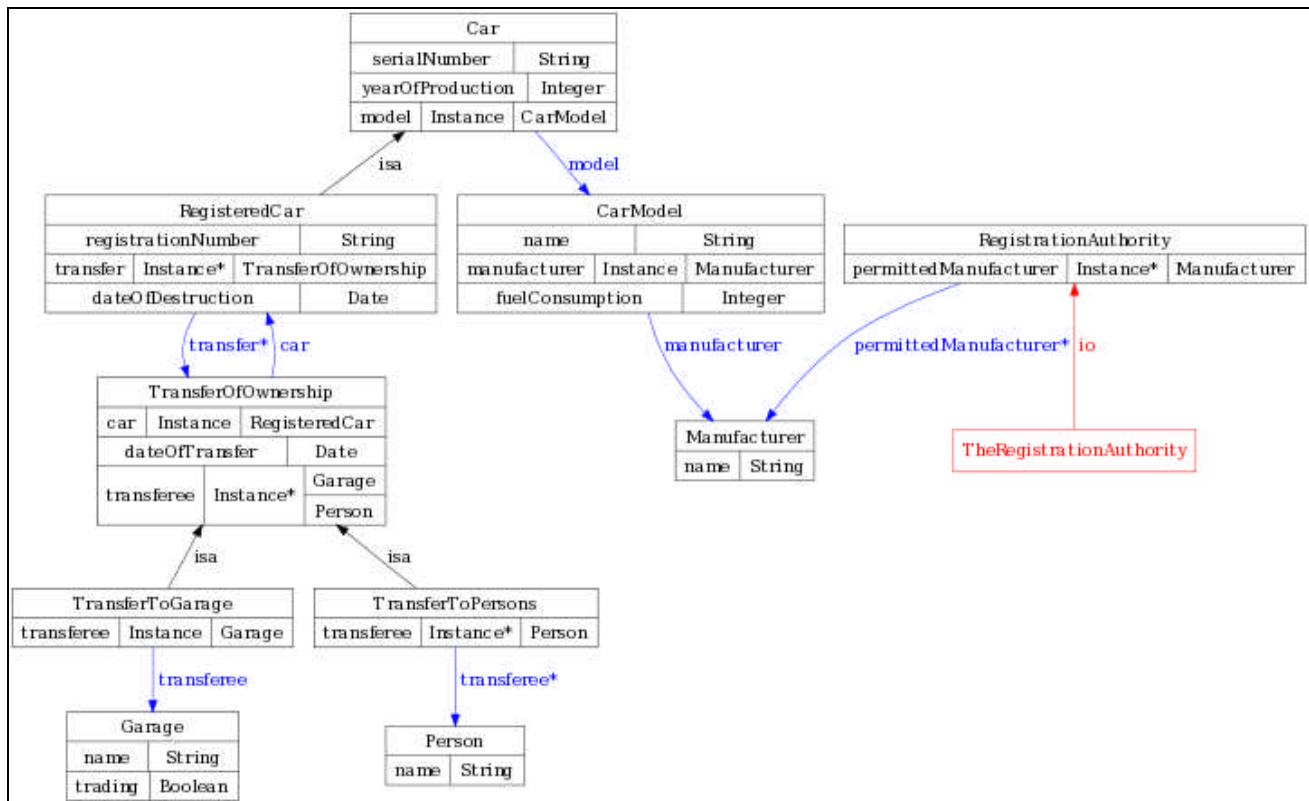 Car
serialNumber String
yearOfProduction Integer
model Instance CarModel
isa
model
RegisteredCar
registrationNumber String
transfer Instance* TransferOfOwnership
dateOfDestruction Date
CarModel
name String
manufacturer Instance Manufacturer
fuelConsumption Integer
RegistrationAuthority
permittedManufacturer Instance* Manufacturer
transfer* car
manufacturer
permittedManufacturer* io
TransferOfOwnership
car Instance RegisteredCar
dateOfTransfer Date
transferee Instance* Garage
Person
Manufacturer
name String
TheRegistrationAuthority
isa
isa
TransferToGarage
transferee Instance Garage
TransferToPersons
transferee Instance* Person
transferee
transferee*
Garage
name String
trading Boolean
Person
name String